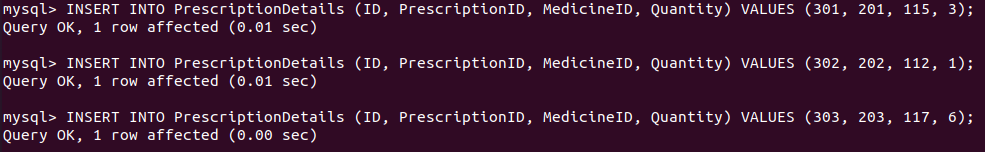 mysql> INSERT INTO PrescriptionDetails (ID, PrescriptionID, MedicineID, Quantity) VALUES (301, 201, 115, 3);
Query OK, 1 row affected (0.01 sec)
mysql> INSERT INTO PrescriptionDetails (ID, PrescriptionID, MedicineID, Quantity) VALUES (302, 202, 112, 1);
Query OK, 1 row affected (0.01 sec)
mysql> INSERT INTO PrescriptionDetails (ID, PrescriptionID, MedicineID, Quantity) VALUES (303, 203, 117, 6);
Query OK, 1 row affected (0.00 sec)